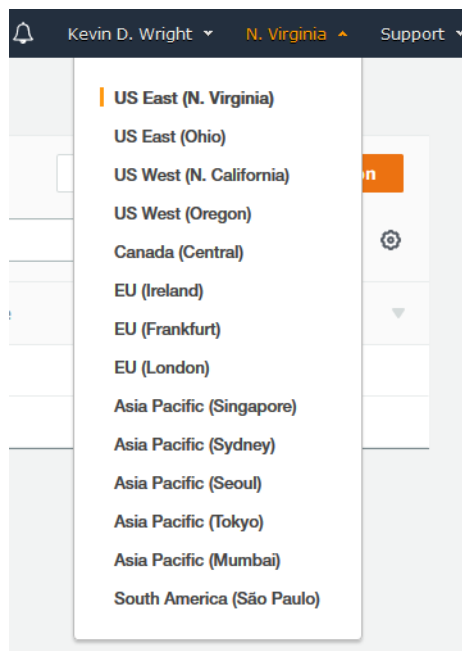 Kevin D. Wright N. Virginia Support
US East (N. Virginia)
US East (Ohio)
US West (N. California)
US West (Oregon)
Canada (Central)
EU (Ireland)
EU (Frankfurt)
EU (London)
Asia Pacific (Singapore)
Asia Pacific (Sydney)
Asia Pacific (Seoul)
Asia Pacific (Tokyo)
Asia Pacific (Mumbai)
South America (São Paulo)